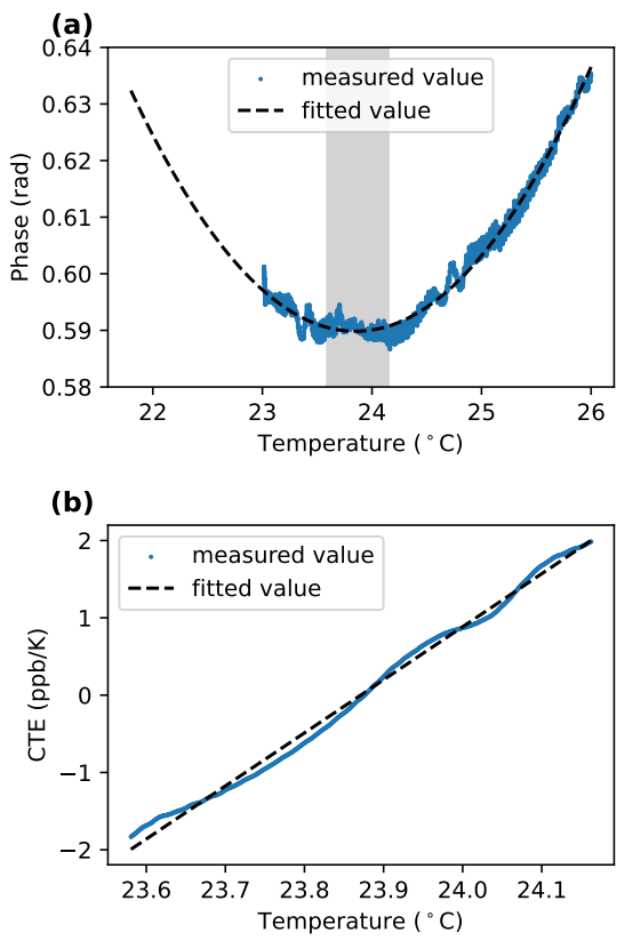 (a)
0.64
0.63
0.62
0.61
0.60
0.59
0.58
Phase (rad)
measured value
fitted value
22 23 24 25 26
Temperature (°C)
(b)
2
1
0
−1
−2
CTE (ppb/K)
measured value
fitted value
23.6 23.7 23.8 23.9 24.0 24.1
Temperature (°C)